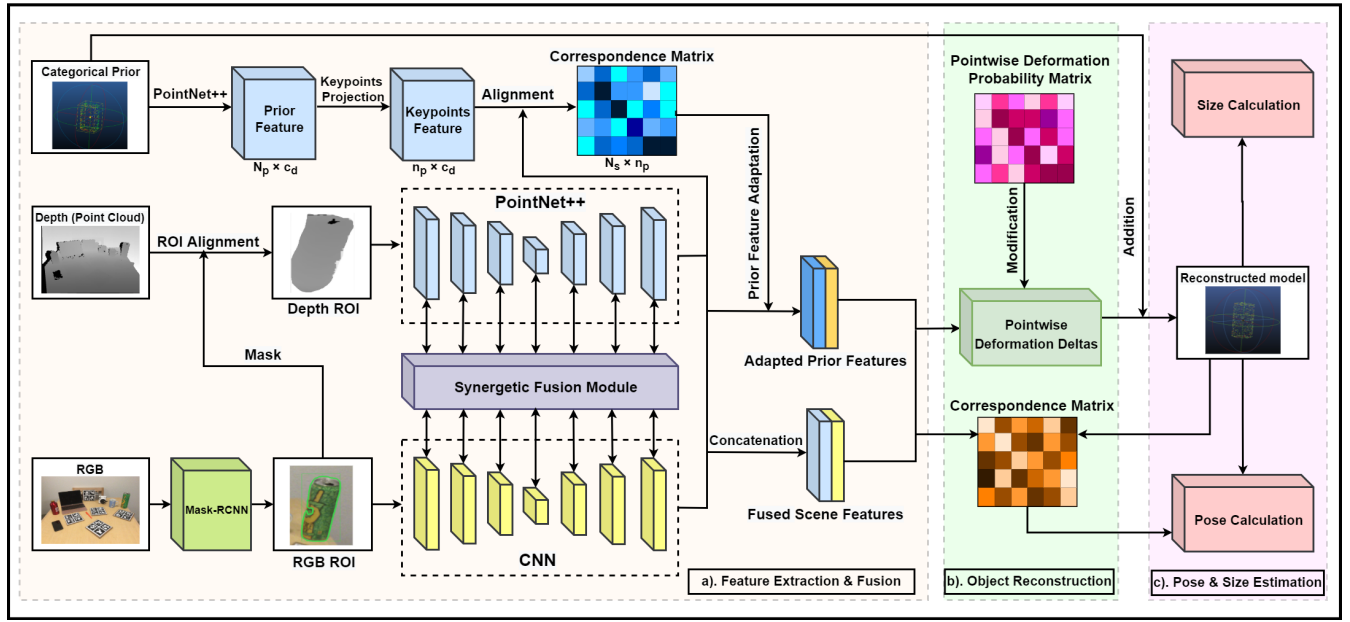 Categorical Prior
PointNet++
Prior
Feature
Np × cd
Keypoints
Projection
Keypoints
Feature
np × cd
Alignment
Correspondence Matrix
Ns × np
Prior Feature Adaptation
Depth (Point Cloud)
ROI Alignment
Depth ROI
PointNet++
Mask
Synergetic Fusion Module
RGB
Mask-RCNN
RGB ROI
CNN
Adapted Prior Features
Concatenation
Fused Scene Features
a). Feature Extraction & Fusion
Pointwise Deformation
Probability Matrix
Modification
Addition
Pointwise
Deformation Deltas
Correspondence Matrix
b). Object Reconstruction
Size Calculation
Reconstructed model
Pose Calculation
c). Pose & Size Estimation